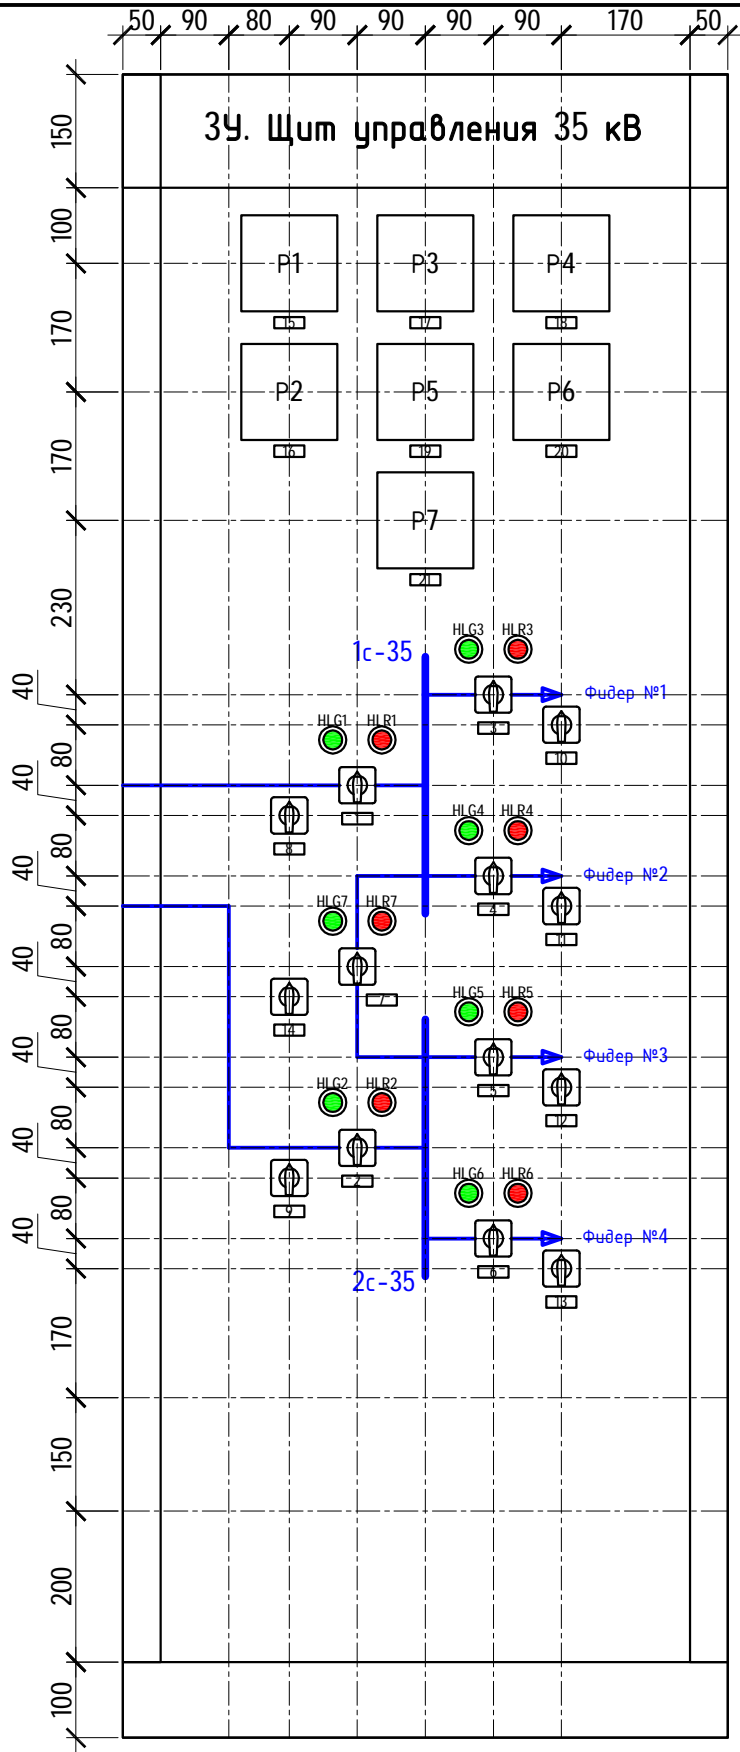 50 90 80 90 90 90 90 170 50
150
3У. Щит управления 35 кВ
100
P1 P3 P4
15 17 18
170
P2 P5 P6
16 19 20
170
P7
21
230
HLG3 HLR3
1с-35
40
Фидер №1
3
HLG1 HLR1
10
80
40
1
8
HLG4 HLR4
80
40
Фидер №2
4
HLG7 HLR7
11
80
40
7
14
HLG5 HLR5
80
40
Фидер №3
5
HLG2 HLR2
12
80
40
2
9
HLG6 HLR6
80
40
Фидер №4
6
2с-35
13
170
150
200
100